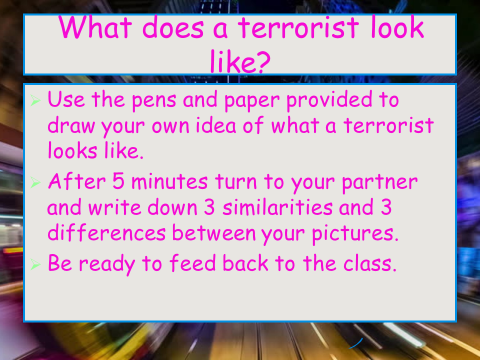 What does a terrorist look
like?
Use the pens and paper provided to
draw your own idea of what a terrorist
looks like.
After 5 minutes turn to your partner
and write down 3 similarities and 3
differences between your pictures.
Be ready to feed back to the class.